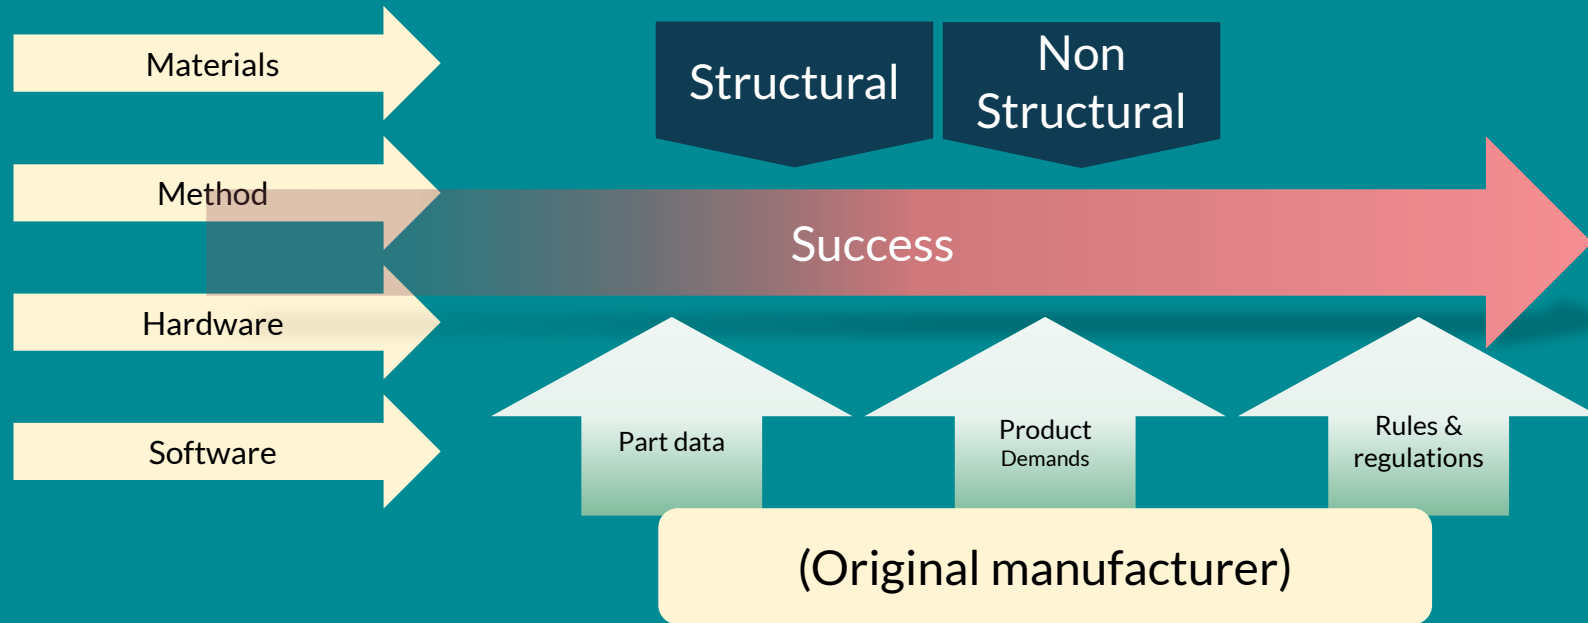 Materials
Method
Hardware
Software
Structural
Non
Structural
Success
Part data
Product
Demands
Rules &
regulations
(Original manufacturer)